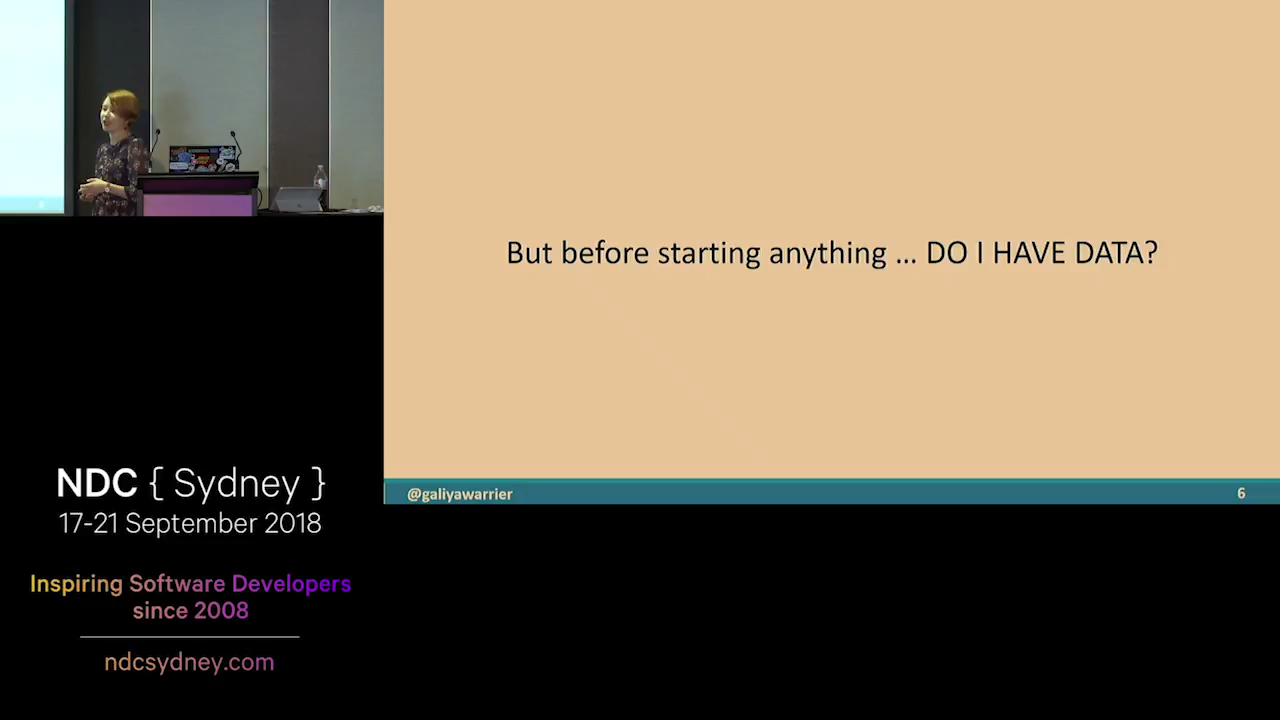 But before starting anything ... DO I HAVE DATA?
@galiyawarrier
6
NDC { Sydney }
17-21 September 2018
Inspiring Software Developers
since 2008
ndcsydney.com